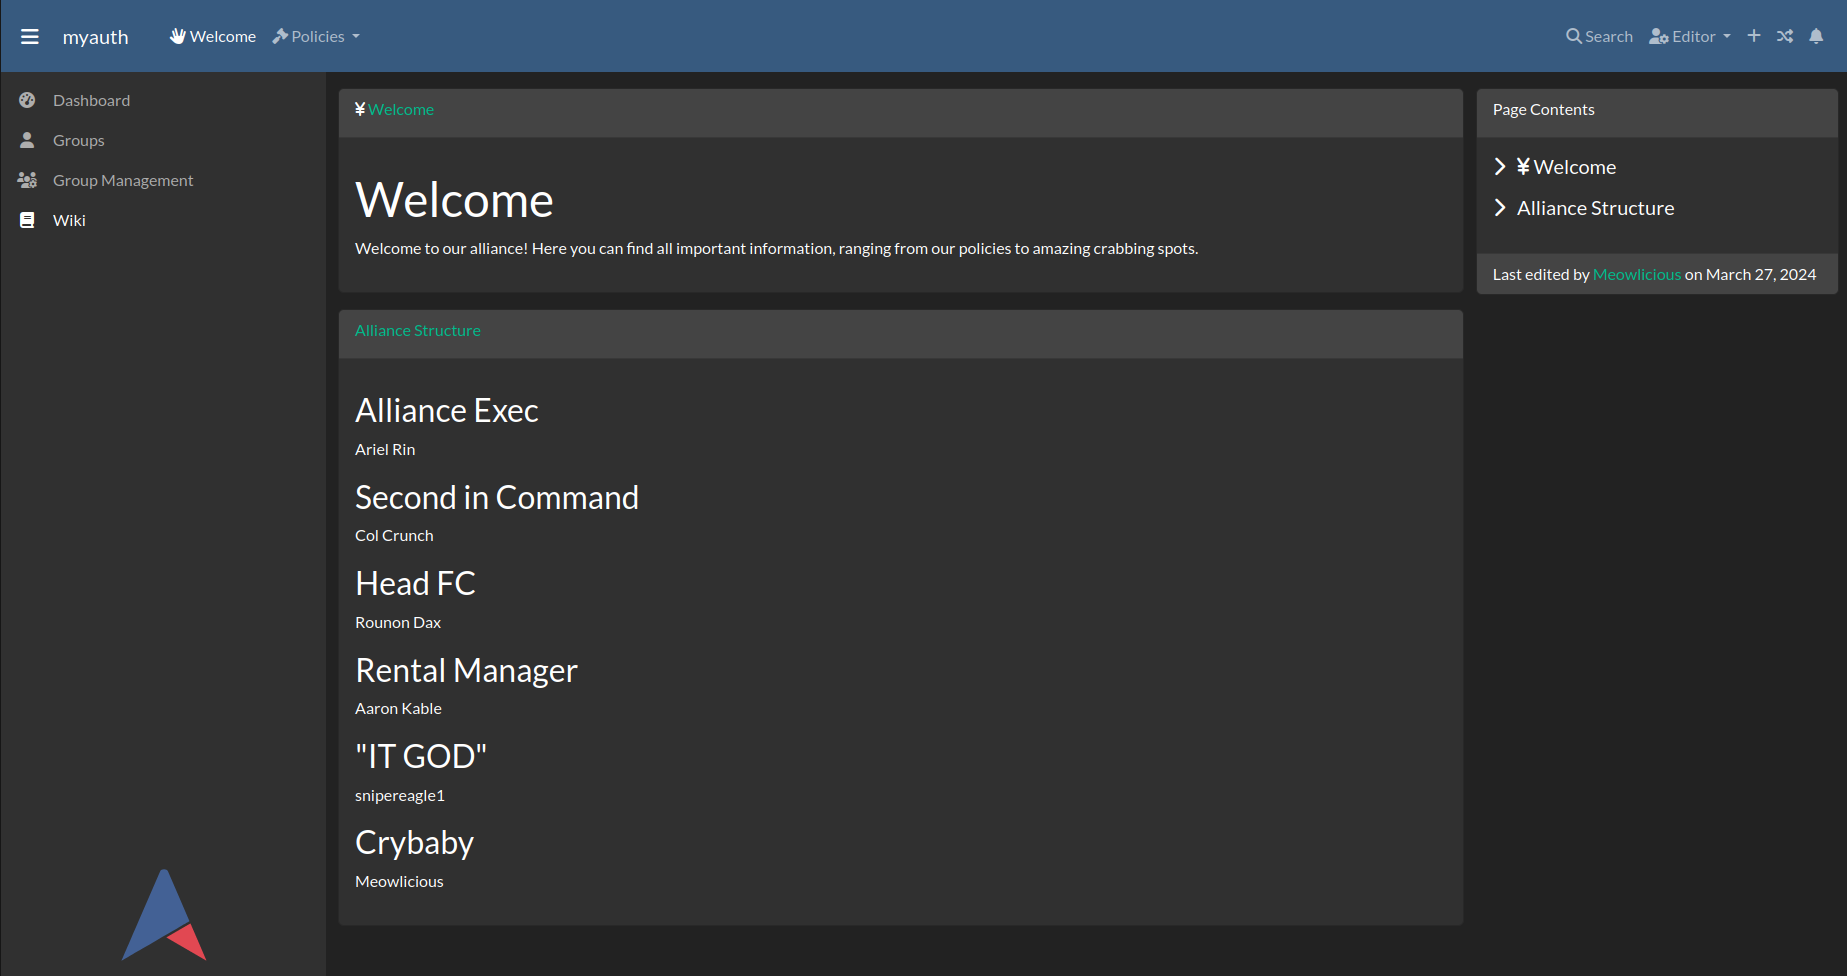 myauth
Welcome
Policies
Search
Editor
Dashboard
Groups
Group Management
Wiki
¥ Welcome
Welcome
Welcome to our alliance! Here you can find all important information, ranging from our policies to amazing crabbing spots.
Alliance Structure
Alliance Exec
Ariel Rin
Second in Command
Col Crunch
Head FC
Rounon Dax
Rental Manager
Aaron Kable
"IT GOD"
snipereagle1
Crybaby
Meowlicious
Page Contents
¥ Welcome
Alliance Structure
Last edited by Meowlicious on March 27, 2024